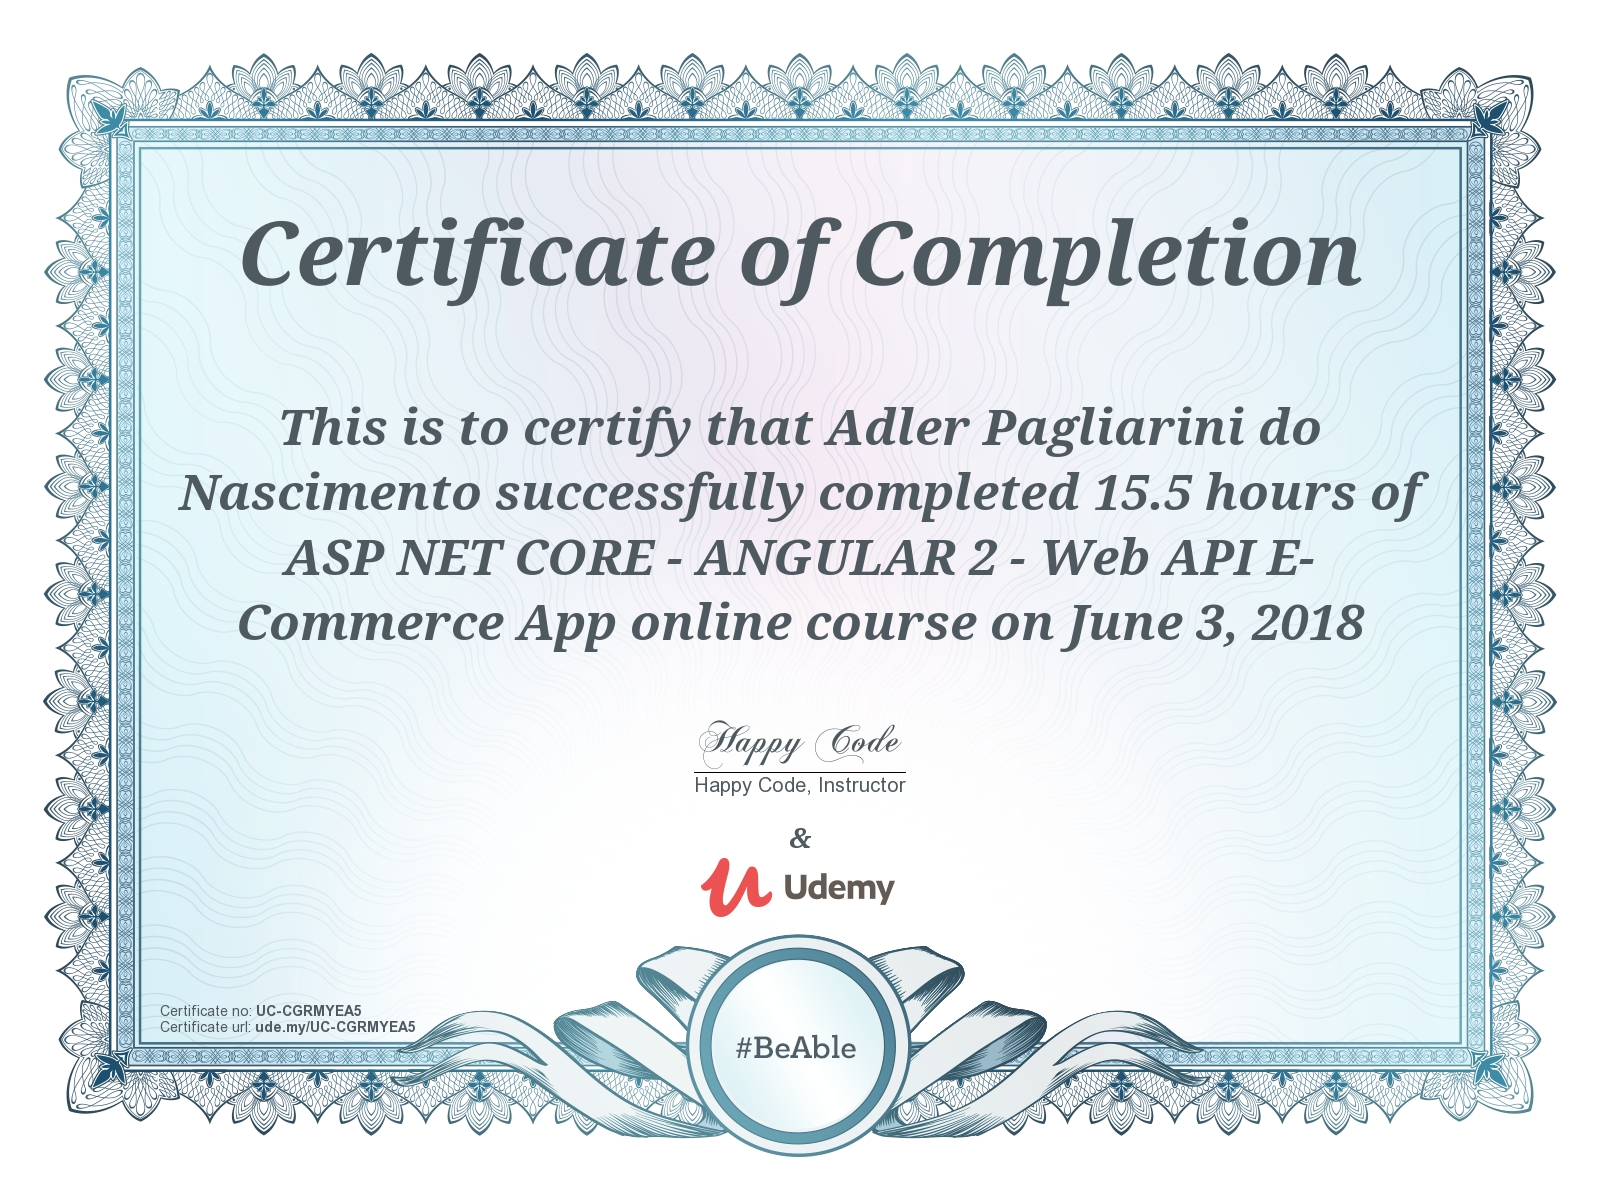 Certificate of Completion
This is to certify that Adler Pagliarini do
Nascimento successfully completed 15.5 hours of
ASP NET CORE - ANGULAR 2 - Web API E-
Commerce App online course on June 3, 2018
Happy Code
Happy Code, Instructor
&
Udemy
Certificate no: UC-CGRMYEA5
Certificate url: ude.my/UC-CGRMYEA5
#BeAble